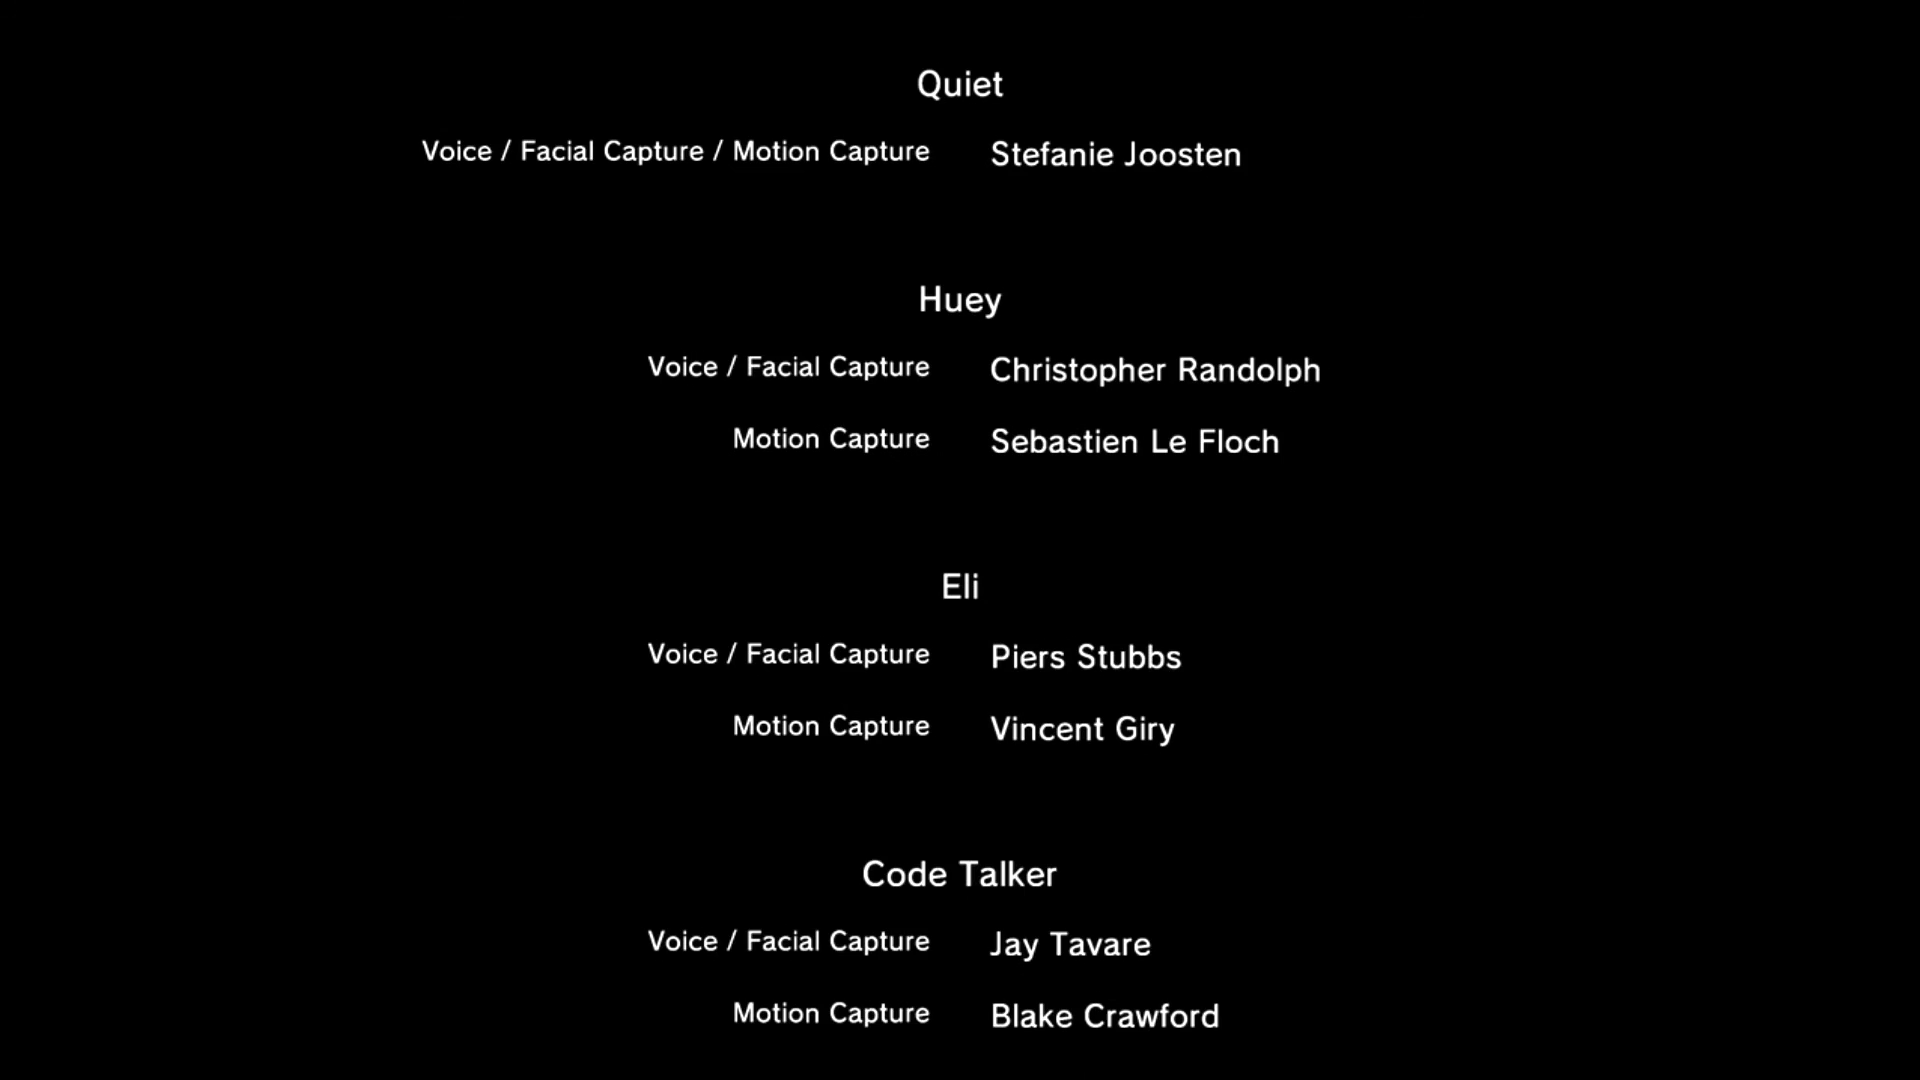 Quiet
Voice / Facial Capture / Motion Capture Stefanie Joosten
Huey
Voice / Facial Capture Christopher Randolph
Motion Capture Sebastien Le Floch
Eli
Voice / Facial Capture Piers Stubbs
Motion Capture Vincent Giry
Code Talker
Voice / Facial Capture Jay Tavare
Motion Capture Blake Crawford